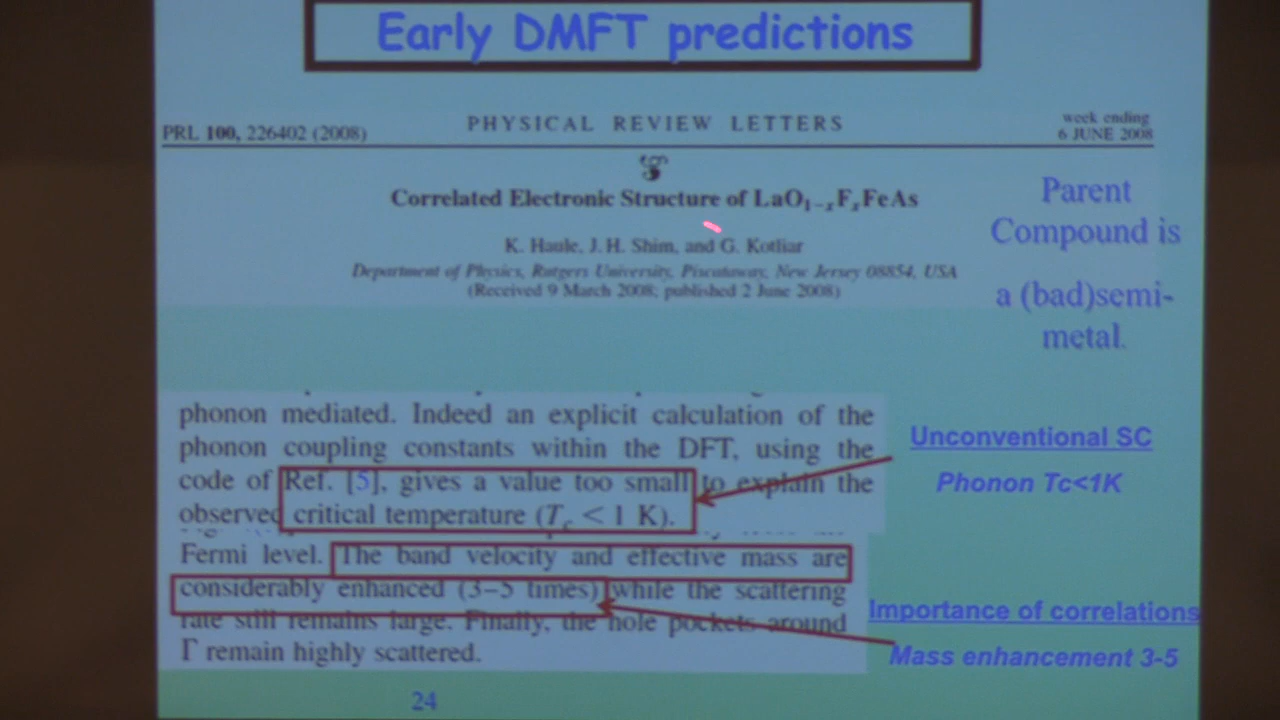 Early DMFT predictions
PRL 100, 226402 (2008)
PHYSICAL REVIEW LETTERS
week ending
6 JUNE 2008
Correlated Electronic Structure of LaO1−xFxFeAs
K. Haule, J. H. Shim, and G. Kotliar
Department of Physics, Rutgers University, Piscataway, New Jersey 08854, USA
(Received 9 March 2008; published 2 June 2008)
Parent
Compound is
a (bad)semi-
metal.
phonon mediated. Indeed an explicit calculation of the
phonon coupling constants within the DFT, using the
code of Ref. [5], gives a value too small to explain the
observed critical temperature (Tc < 1 K).
Fermi level. The band velocity and effective mass are
considerably enhanced (3–5 times) while the scattering
rate still remains large. Finally, the hole pockets around
Γ remain highly scattered.
Unconventional SC
Phonon Tc<1K
Importance of correlations
Mass enhancement 3-5
24